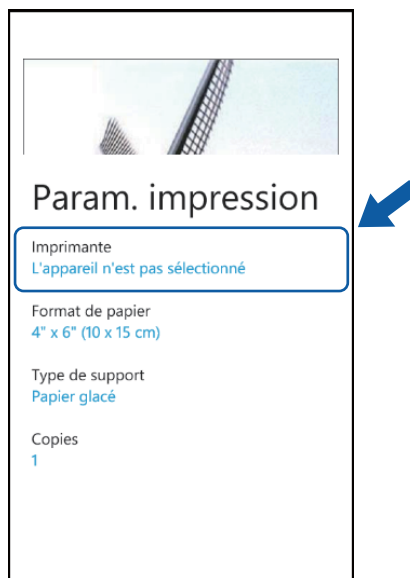 Param. impression
Imprimante
L'appareil n'est pas sélectionné
Format de papier
4" x 6" (10 x 15 cm)
Type de support
Papier glacé
Copies
1